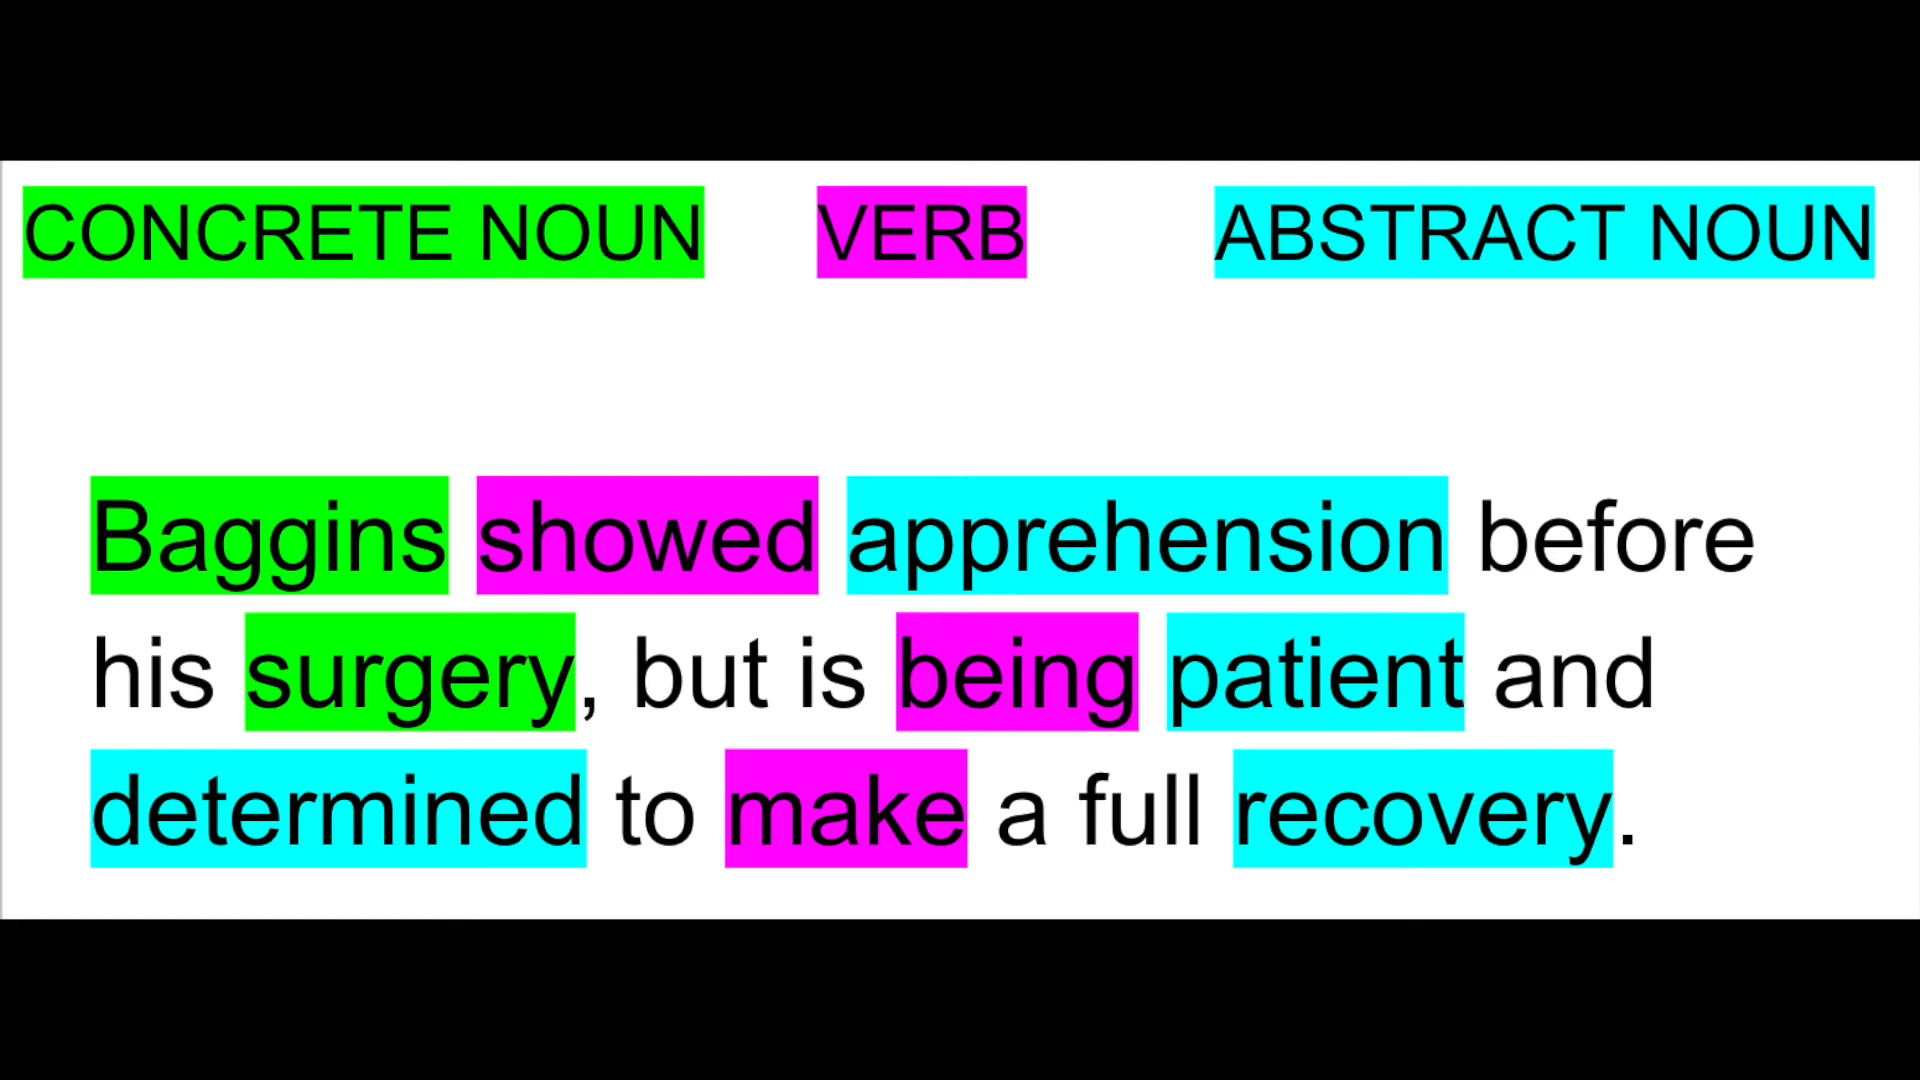 CONCRETE NOUN VERB ABSTRACT NOUN
Baggins showed apprehension before
his surgery, but is being patient and
determined to make a full recovery.